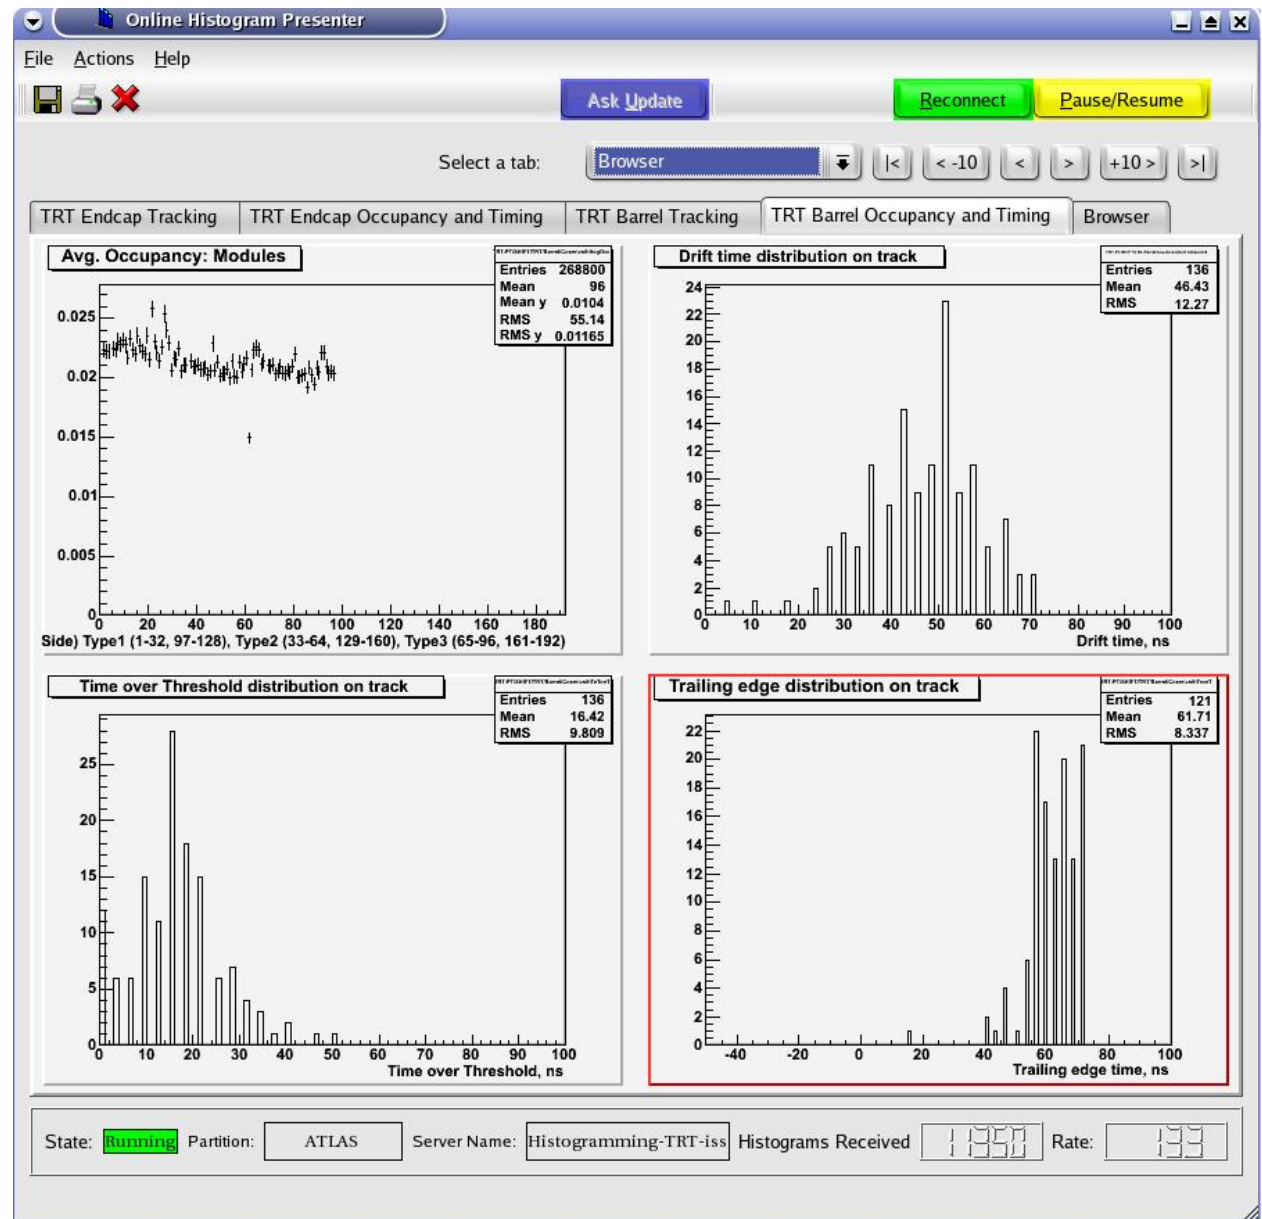 Online Histogram Presenter
File Actions Help
Ask Update Reconnect Pause/Resume
Select a tab: Browser |< < -10 < > +10 > >|
TRT Endcap Tracking TRT Endcap Occupancy and Timing TRT Barrel Tracking TRT Barrel Occupancy and Timing Browser
Avg. Occupancy: Modules
Entries 268800
Mean 96
Mean y 0.0104
RMS 55.14
RMS y 0.01165
0.025
0.02
0.015
0.01
0.005
0
0 20 40 60 80 100 120 140 160 180
Side) Type1 (1-32, 97-128), Type2 (33-64, 129-160), Type3 (65-96, 161-192)
Drift time distribution on track
Entries 136
Mean 46.43
RMS 12.27
24
22
20
18
16
14
12
10
8
6
4
2
0
0 10 20 30 40 50 60 70 80 90 100
Drift time, ns
Time over Threshold distribution on track
Entries 136
Mean 16.42
RMS 9.809
25
20
15
10
5
0
0 10 20 30 40 50 60 70 80 90 100
Time over Threshold, ns
Trailing edge distribution on track
Entries 121
Mean 61.71
RMS 8.337
22
20
18
16
14
12
10
8
6
4
2
0
-40 -20 0 20 40 60 80 100
Trailing edge time, ns
State: Running Partition: ATLAS Server Name: Histogramming-TRT-iss Histograms Received 11350 Rate: 133